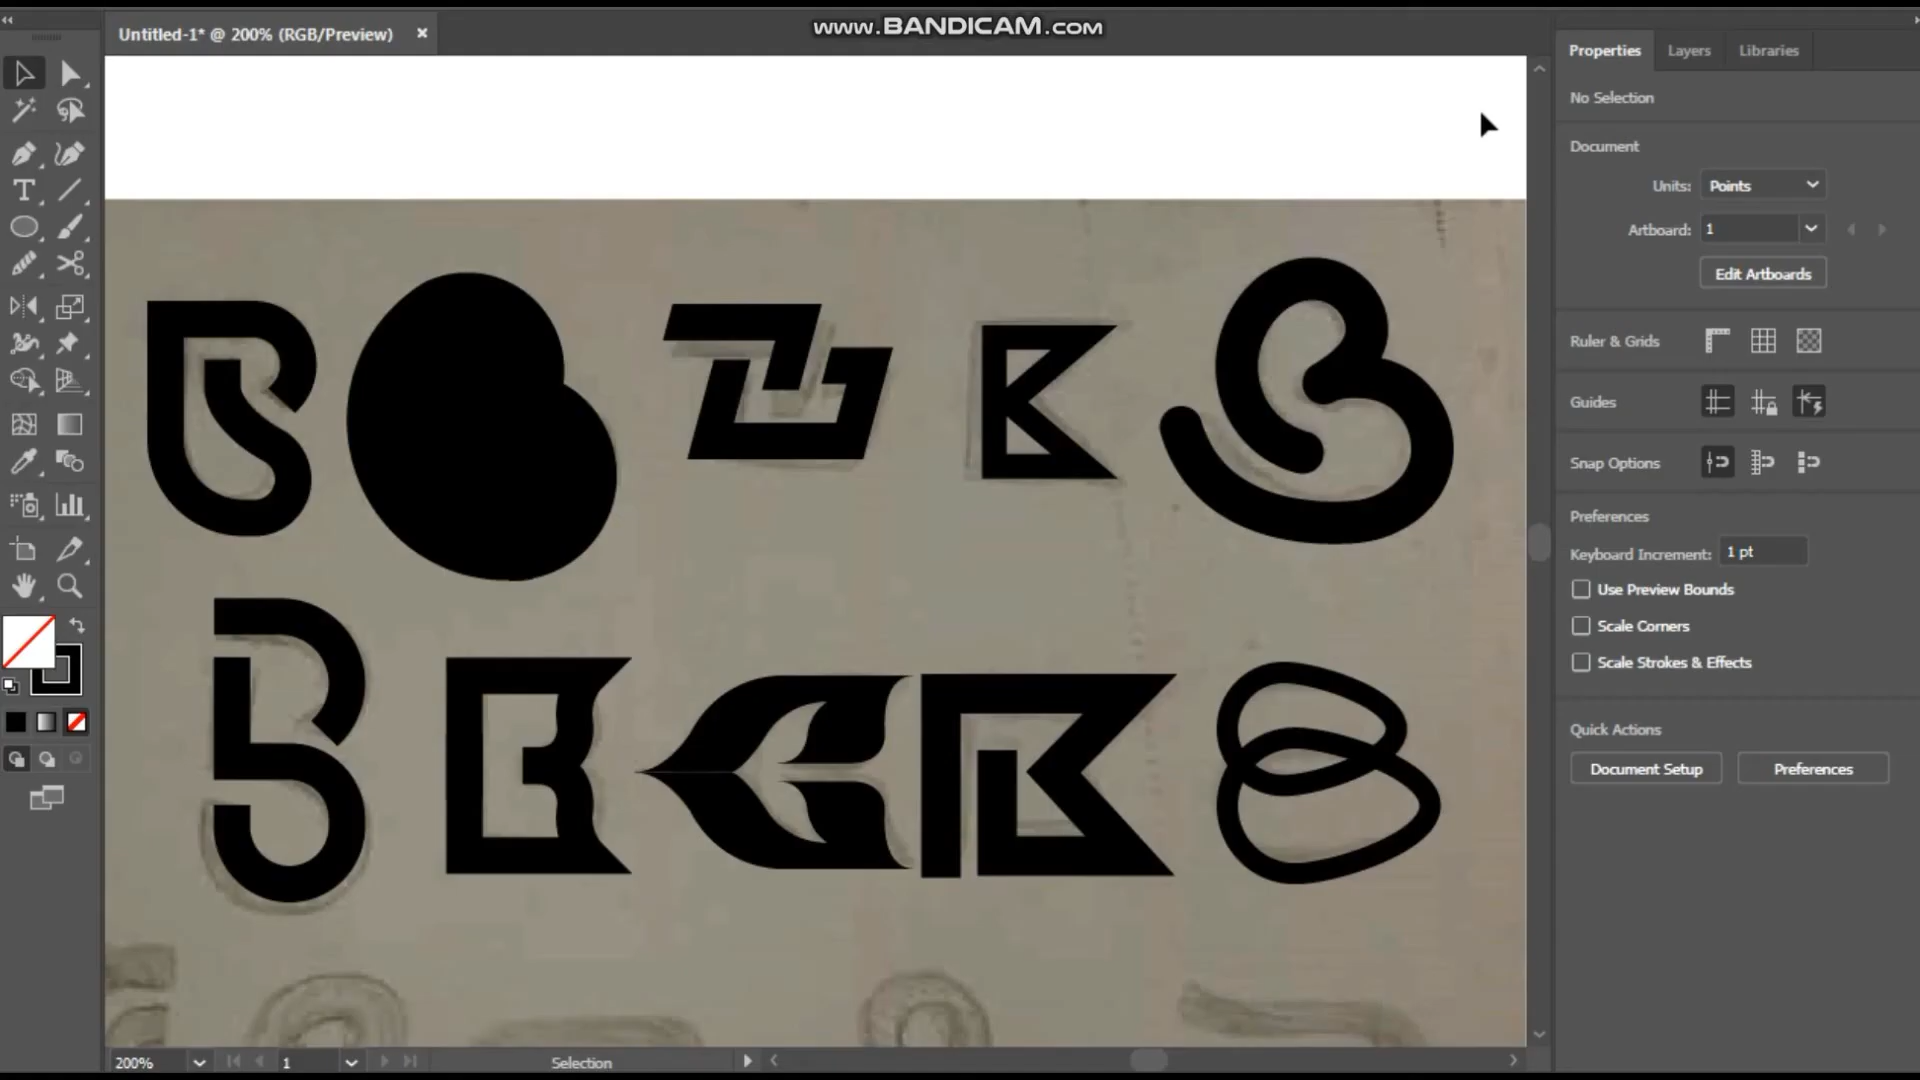 Untitled-1* @ 200% (RGB/Preview) ×
www.BANDICAM.com
Properties Layers Libraries
No Selection
Document
Units: Points
Artboard: 1
Edit Artboards
Ruler & Grids
Guides
Snap Options
Preferences
Keyboard Increment: 1 pt
Use Preview Bounds
Scale Corners
Scale Strokes & Effects
Quick Actions
Document Setup Preferences
200% 1 Selection